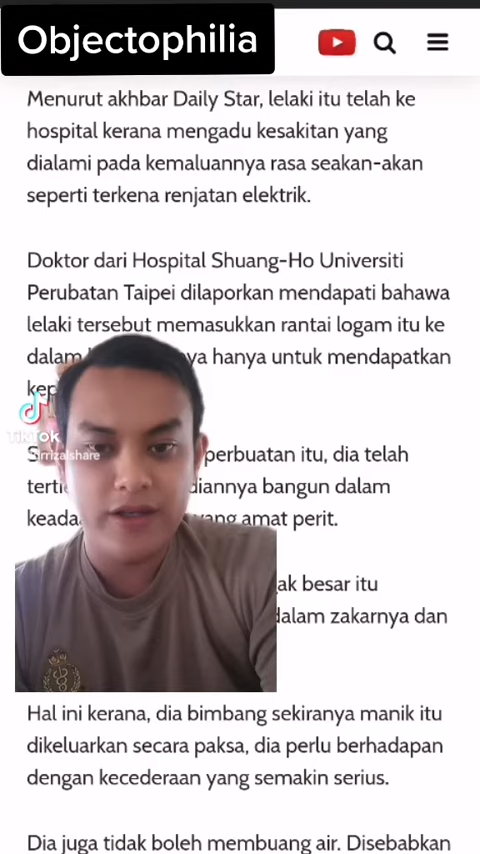 Objectophilia
Menurut akhbar Daily Star, lelaki itu telah ke
hospital kerana mengadu kesakitan yang
dialami pada kemaluannya rasa seakan-akan
seperti terkena renjatan elektrik.
Doktor dari Hospital Shuang-Ho Universiti
Perubatan Taipei dilaporkan mendapati bahawa
lelaki tersebut memasukkan rantai logam itu ke
dalam hanya untuk mendapatkan
TikTok
perbuatan itu, dia telah
bangun dalam
yang amat perit.
besar itu
dalam zakarnya dan
Hal ini kerana, dia bimbang sekiranya manik itu
dikeluarkan secara paksa, dia perlu berhadapan
dengan kecederaan yang semakin serius.
Dia juga tidak boleh membuang air. Disebabkan